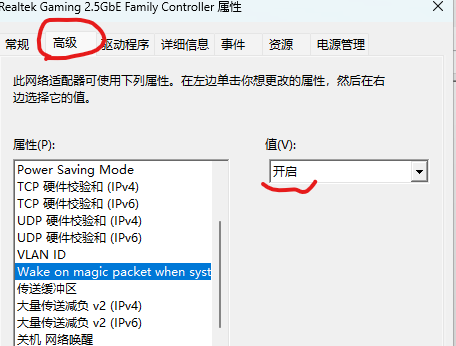 Realtek Gaming 2.5GbE Family Controller 属性
常规 高级 驱动程序 详细信息 事件 资源 电源管理
此网络适配器可使用下列属性。在左边单击你想更改的属性，然后在右
边选择它的值。
属性(P):
值(V):
Power Saving Mode
开启
TCP 硬件校验和 (IPv4)
TCP 硬件校验和 (IPv6)
UDP 硬件校验和 (IPv4)
UDP 硬件校验和 (IPv6)
VLAN ID
Wake on magic packet when syst
传送缓冲区
大量传送减负 v2 (IPv4)
大量传送减负 v2 (IPv6)
关机 网络唤醒